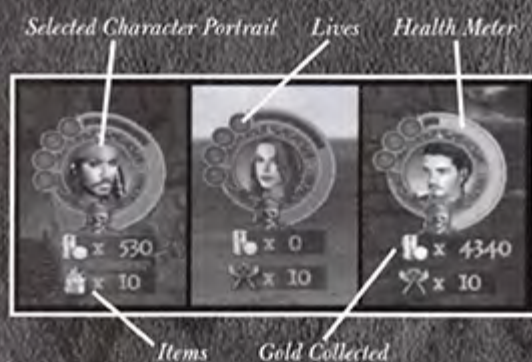 Selected Character Portrait Lives Health Meter
x 530 x 0 x 4340
x 10 x 10 x 10
Items Gold Collected